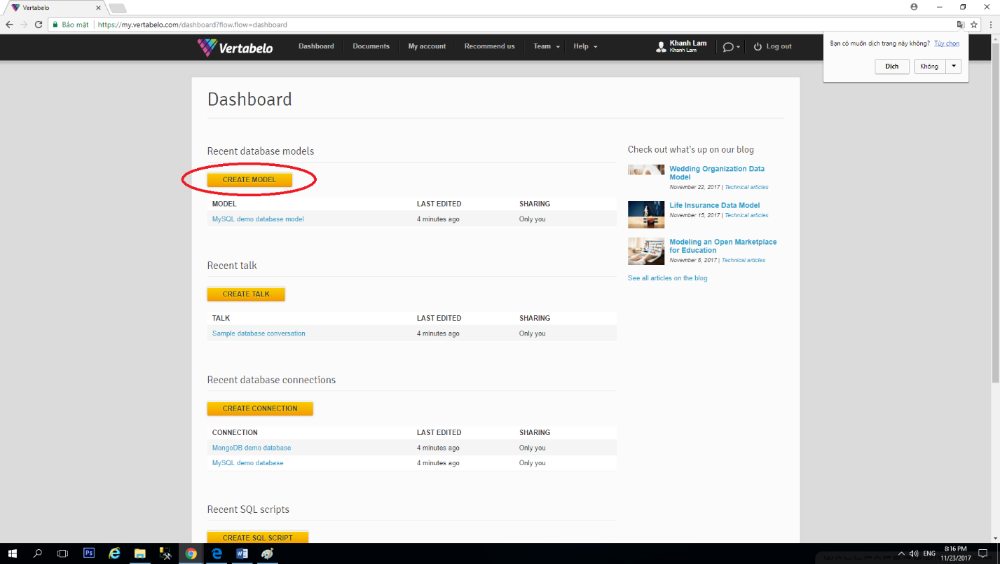 Vertabelo
Bảo mật
https://my.vertabelo.com/dashboard?flow.flow=dashboard
Bạn có muốn dịch trang này không? Tùy chọn
Dịch Không
Vertabelo
Dashboard Documents My account Recommend us Team Help
Khanh Lam
Khanh Lam
Log out
Dashboard
Recent database models
CREATE MODEL
MODEL LAST EDITED SHARING
MySQL demo database model 4 minutes ago Only you
Recent talk
CREATE TALK
TALK LAST EDITED SHARING
Sample database conversation 4 minutes ago Only you
Recent database connections
CREATE CONNECTION
CONNECTION LAST EDITED SHARING
MongoDB demo database 4 minutes ago Only you
MySQL demo database 4 minutes ago Only you
Recent SQL scripts
CREATE SQL SCRIPT
Check out what's up on our blog
Wedding Organization Data
Model
November 22, 2017 | Technical articles
Life Insurance Data Model
November 15, 2017 | Technical articles
Modeling an Open Marketplace
for Education
November 8, 2017 | Technical articles
See all articles on the blog
Ps
ENG
8:16 PM
11/23/2017